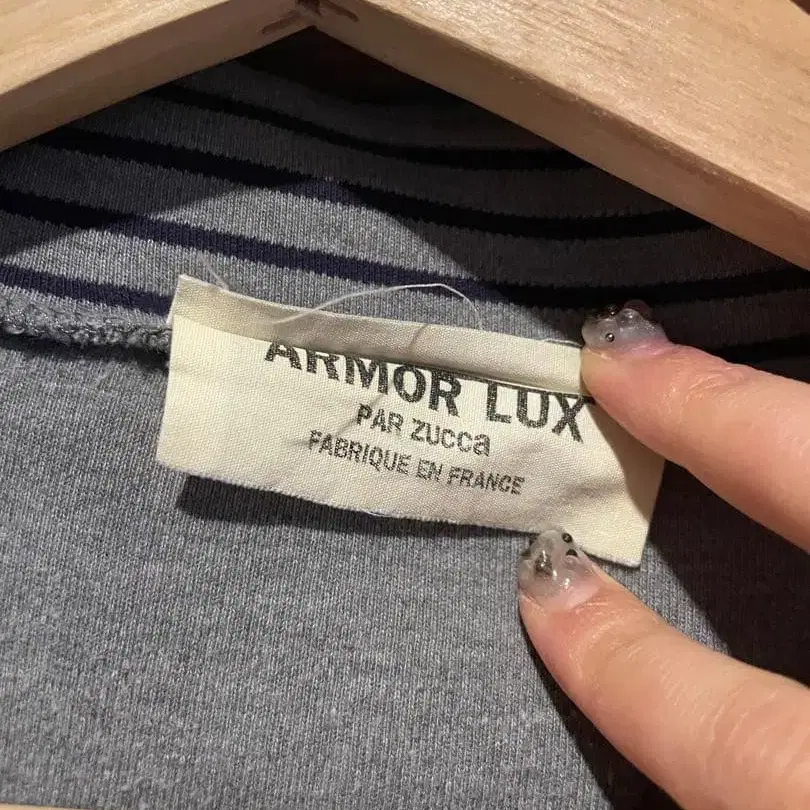 ARMOR LUX
PAR ZUCCa
FABRIQUE EN FRANCE